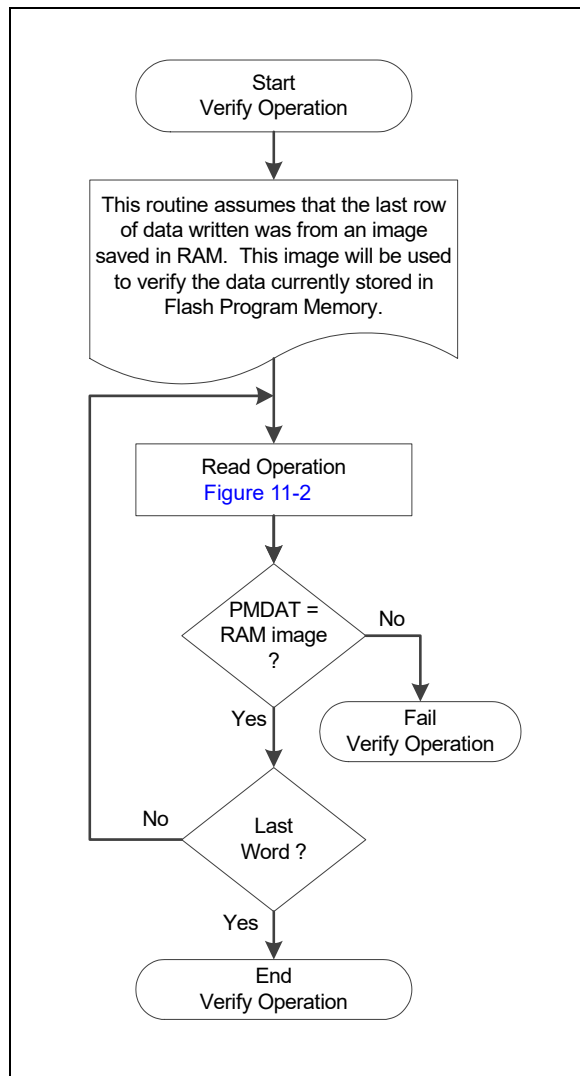 Start
Verify Operation
This routine assumes that the last row
of data written was from an image
saved in RAM.  This image will be used
to verify the data currently stored in
Flash Program Memory.
Read Operation
Figure 11-2
PMDAT =
RAM image
?
No
Yes
Fail
Verify Operation
No
Last
Word ?
Yes
End
Verify Operation